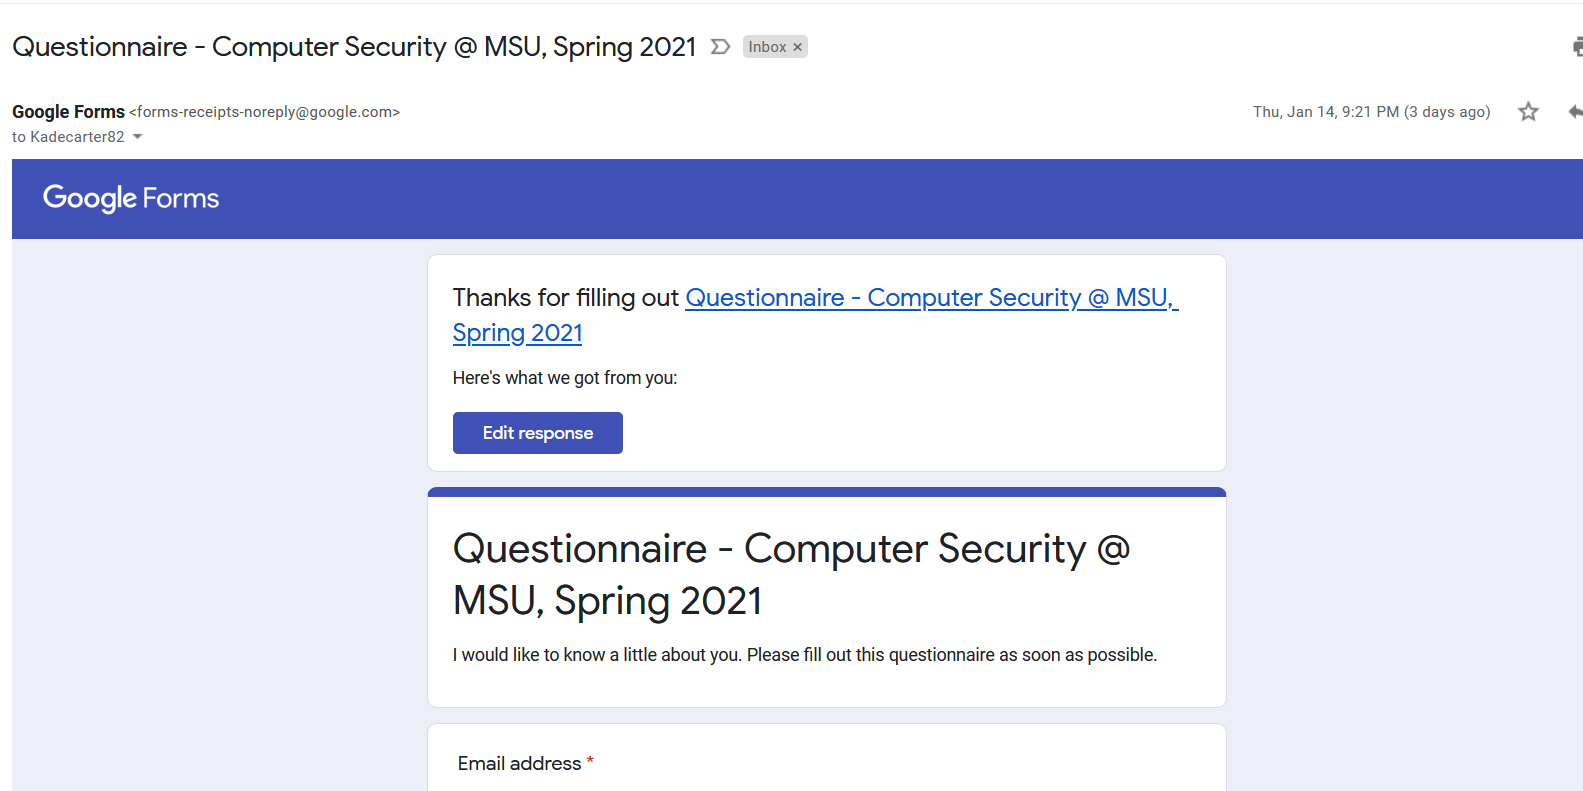 Questionnaire - Computer Security @ MSU, Spring 2021 Inbox ×
Google Forms <forms-receipts-noreply@google.com> Thu, Jan 14, 9:21 PM (3 days ago)
to Kadecarter82
Google Forms
Thanks for filling out Questionnaire - Computer Security @ MSU,
Spring 2021
Here's what we got from you:
Edit response
Questionnaire - Computer Security @
MSU, Spring 2021
I would like to know a little about you. Please fill out this questionnaire as soon as possible.
Email address *